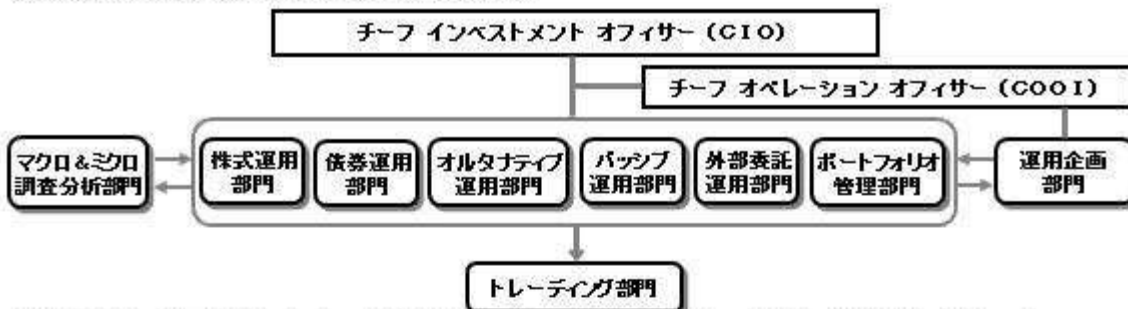 チーフ インベストメント オフィサー（CIO）
チーフ オペレーション オフィサー（COOI）
マクロ＆ミクロ
調査分析部門
株式運用
部門
債券運用
部門
オルタナティブ
運用部門
パッシブ
運用部門
外部委託
運用部門
ポートフォリオ
管理部門
運用企画
部門
トレーディング部門